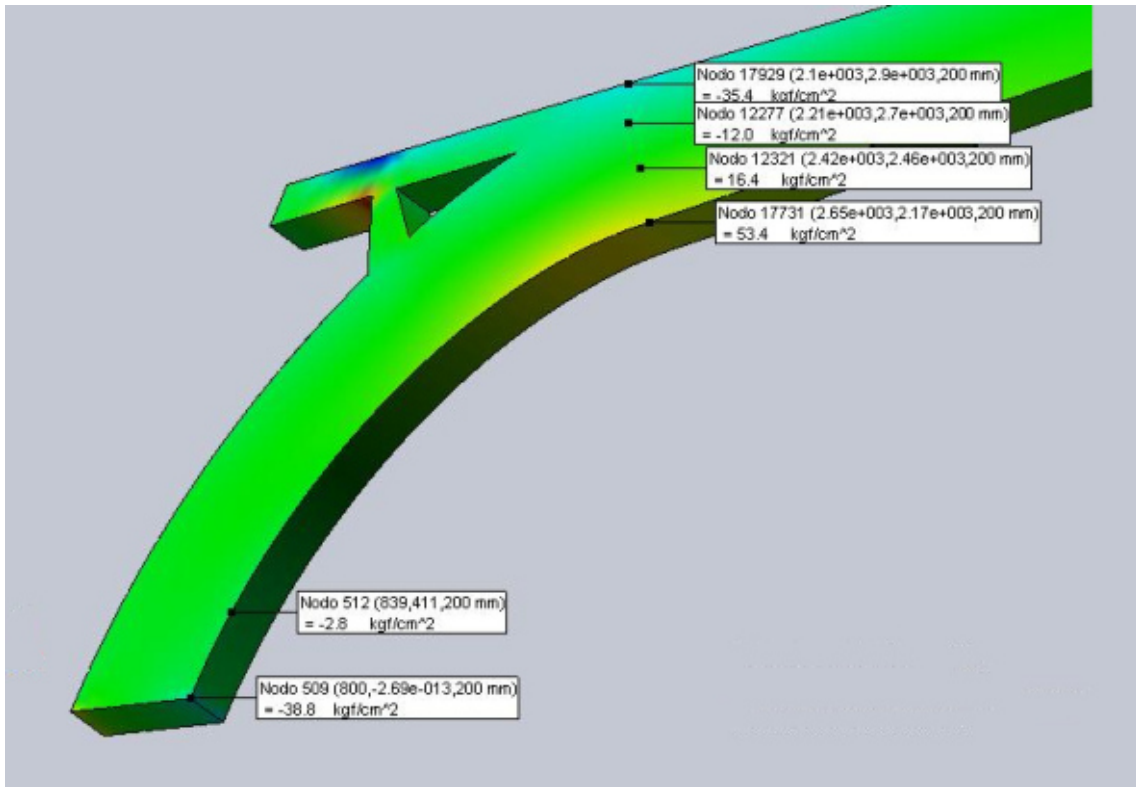 Nodo 17929 (2.1e+003,2.9e+003,200 mm)
= -35.4 kgf/cm^2
Nodo 12277 (2.21e+003,2.7e+003,200 mm)
= -12.0 kgf/cm^2
Nodo 12321 (2.42e+003,2.46e+003,200 mm)
= 16.4 kgf/cm^2
Nodo 17731 (2.65e+003,2.17e+003,200 mm)
= 53.4 kgf/cm^2
Nodo 512 (839,411,200 mm)
= -2.8 kgf/cm^2
Nodo 509 (800,-2.69e-013,200 mm)
= -38.8 kgf/cm^2